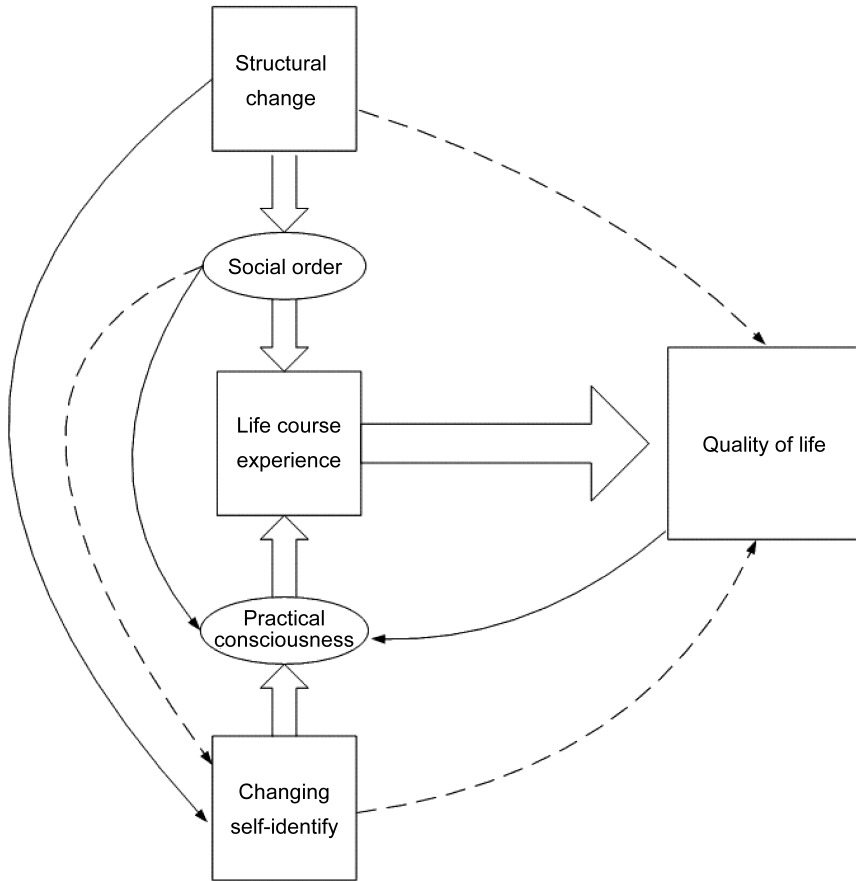 Structural
change
Social order
Life course
experience
Quality of life
Practical
consciousness
Changing
self-identify